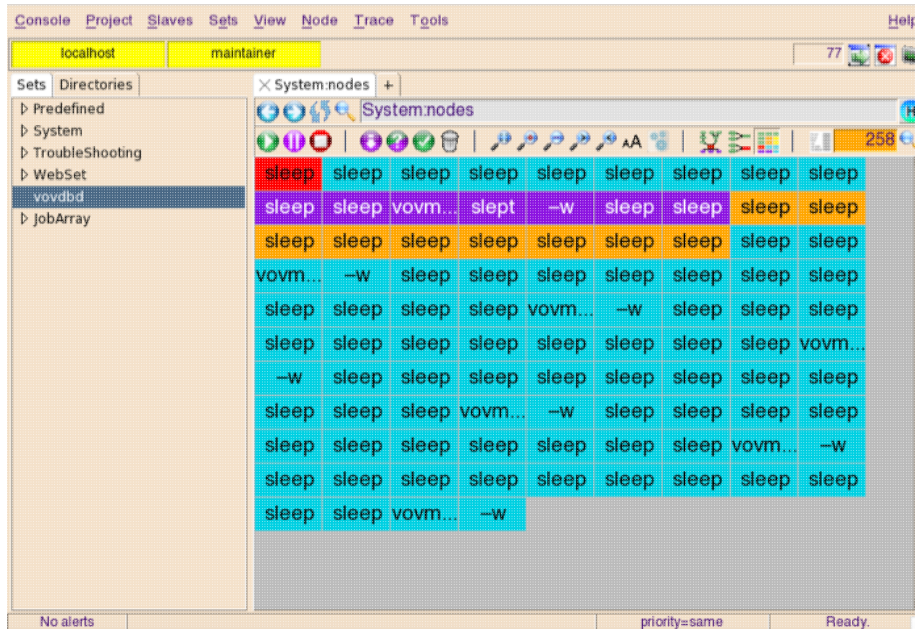 Console Project Slaves Sets View Node Trace Tools Help
localhost maintainer 77
Sets Directories System:nodes +
Predefined
System
TroubleShooting
WebSet
vovdbd
JobArray
System:nodes H
AA 258
sleep sleep sleep sleep sleep sleep sleep sleep sleep
sleep sleep vovm... slept –w sleep sleep sleep sleep
sleep sleep sleep sleep sleep sleep sleep sleep sleep
vovm... –w sleep sleep sleep sleep sleep sleep sleep
sleep sleep sleep sleep vovm... –w sleep sleep sleep
sleep sleep sleep sleep sleep sleep sleep sleep vovm...
–w sleep sleep sleep sleep sleep sleep sleep sleep
sleep sleep sleep vovm... –w sleep sleep sleep sleep
sleep sleep sleep sleep sleep sleep sleep vovm... –w
sleep sleep sleep sleep sleep sleep sleep sleep sleep
sleep sleep vovm... –w
No alerts priority=same Ready.